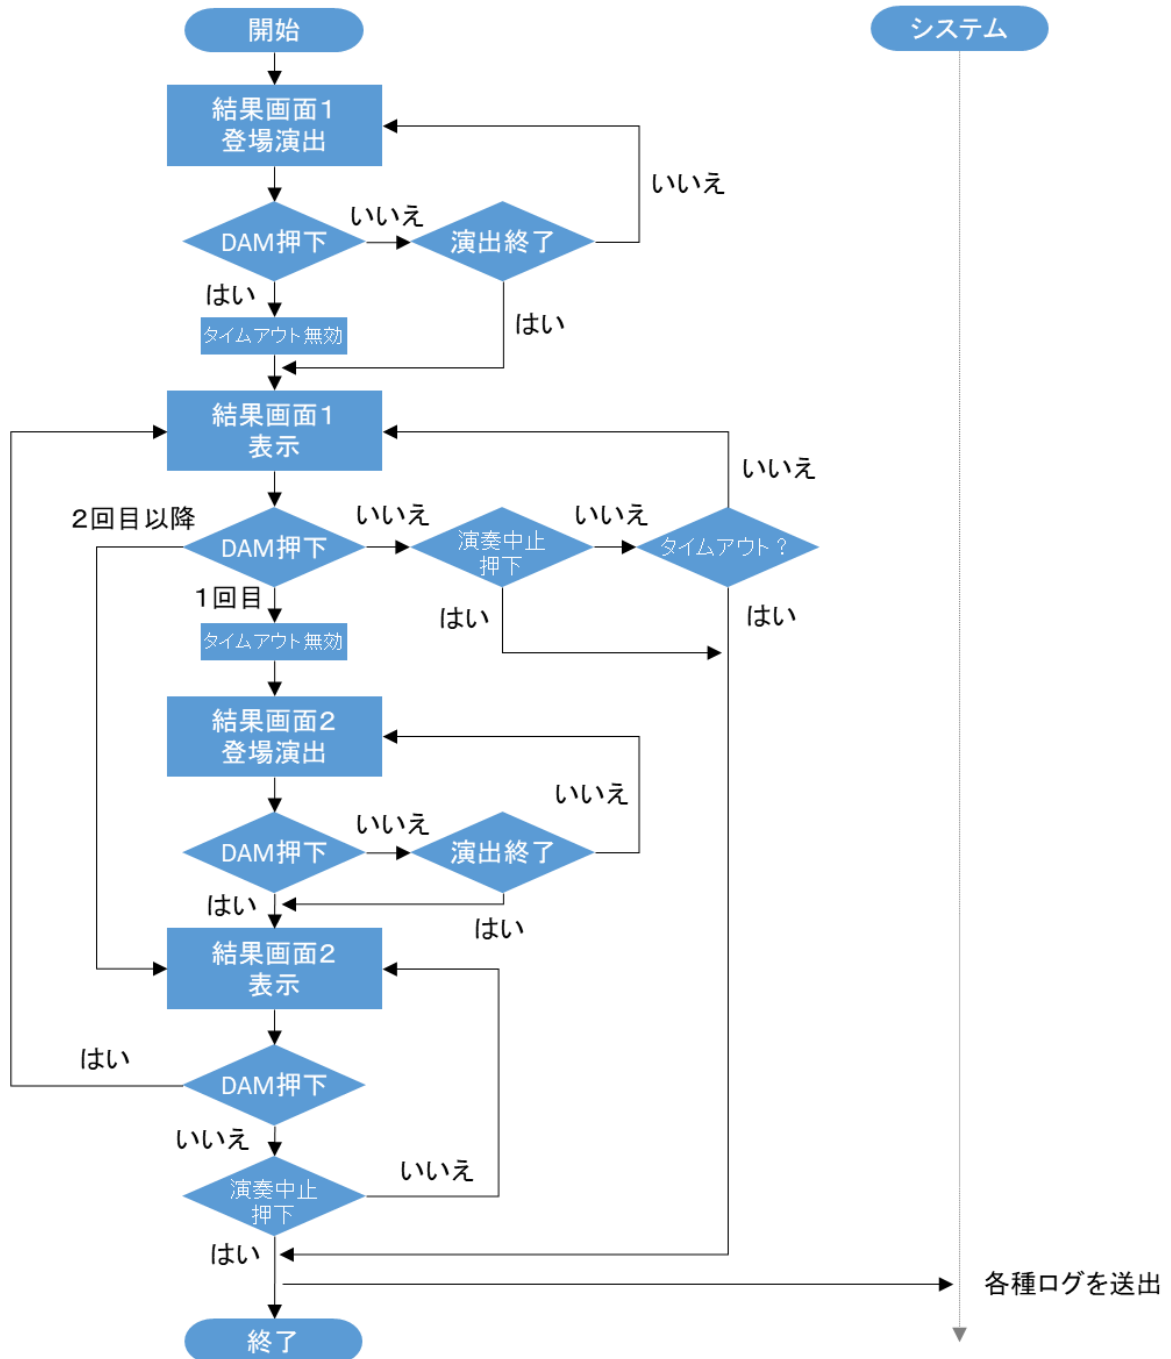 開始
システム
結果画面1
登場演出
いいえ
いいえ
DAM押下
演出終了
はい
はい
タイムアウト無効
結果画面1
表示
いいえ
2回目以降
いいえ
いいえ
DAM押下
演奏中止
押下
タイムアウト?
1回目
はい
はい
タイムアウト無効
結果画面2
登場演出
いいえ
いいえ
DAM押下
演出終了
はい
はい
結果画面2
表示
はい
DAM押下
いいえ
いいえ
演奏中止
押下
はい
各種ログを送出
終了